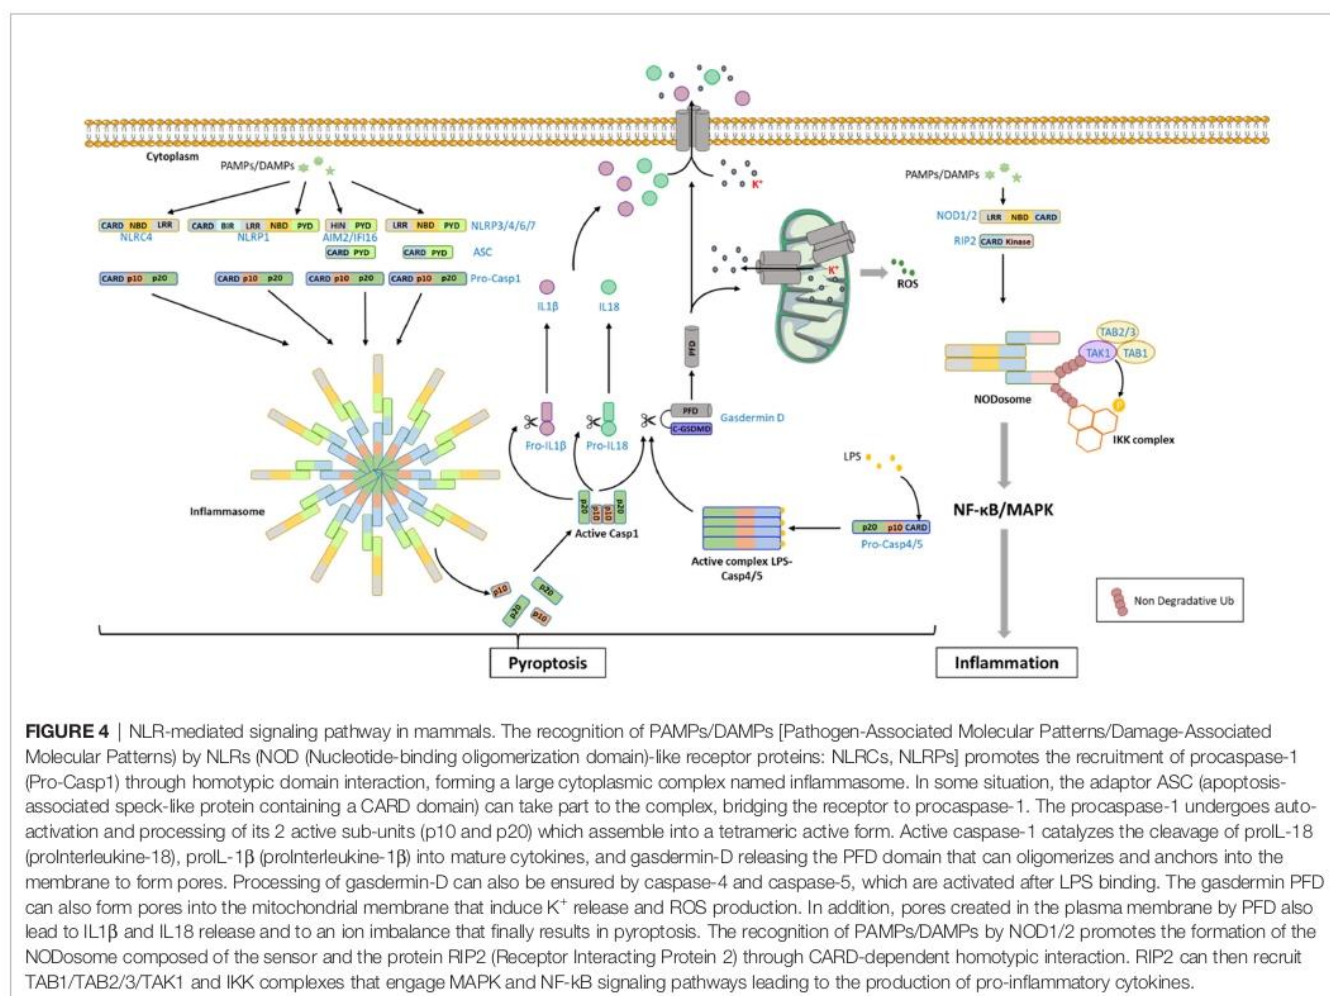 Cytoplasm
PAMPs/DAMPs
CARD NBD LRR
NLRC4
CARD BIR LRR NBD PYD
NLRP1
HIN PYD
AIM2/IFI16
LRR NBD PYD
NLRP3/4/6/7
CARD PYD
CARD PYD
ASC
CARD p10 p20
CARD p10 p20
CARD p10 p20
CARD p10 p20
Pro-Casp1
Inflammasome
p10
p20
p20
p10
IL1β
IL18
Pro-IL1β
Pro-IL18
p20
p10
p10
p20
Active Casp1
K⁺
PFD
PFD
C-GSDMD
Gasdermin D
K⁺
ROS
LPS
p20 p10 CARD
Pro-Casp4/5
Active complex LPS-
Casp4/5
Pyroptosis
PAMPs/DAMPs
NOD1/2
LRR NBD CARD
RIP2
CARD Kinase
TAB2/3
TAK1
TAB1
P
NODosome
IKK complex
NF-κB/MAPK
Non Degradative Ub
Inflammation
FIGURE 4 | NLR-mediated signaling pathway in mammals. The recognition of PAMPs/DAMPs [Pathogen-Associated Molecular Patterns/Damage-Associated
Molecular Patterns) by NLRs (NOD (Nucleotide-binding oligomerization domain)-like receptor proteins: NLRCs, NLRPs] promotes the recruitment of procaspase-1
(Pro-Casp1) through homotypic domain interaction, forming a large cytoplasmic complex named inflammasome. In some situation, the adaptor ASC (apoptosis-
associated speck-like protein containing a CARD domain) can take part to the complex, bridging the receptor to procaspase-1. The procaspase-1 undergoes auto-
activation and processing of its 2 active sub-units (p10 and p20) which assemble into a tetrameric active form. Active caspase-1 catalyzes the cleavage of proIL-18
(proInterleukine-18), proIL-1β (proInterleukine-1β) into mature cytokines, and gasdermin-D releasing the PFD domain that can oligomerizes and anchors into the
membrane to form pores. Processing of gasdermin-D can also be ensured by caspase-4 and caspase-5, which are activated after LPS binding. The gasdermin PFD
can also form pores into the mitochondrial membrane that induce K⁺ release and ROS production. In addition, pores created in the plasma membrane by PFD also
lead to IL1β and IL18 release and to an ion imbalance that finally results in pyroptosis. The recognition of PAMPs/DAMPs by NOD1/2 promotes the formation of the
NODosome composed of the sensor and the protein RIP2 (Receptor Interacting Protein 2) through CARD-dependent homotypic interaction. RIP2 can then recruit
TAB1/TAB2/3/TAK1 and IKK complexes that engage MAPK and NF-kB signaling pathways leading to the production of pro-inflammatory cytokines.